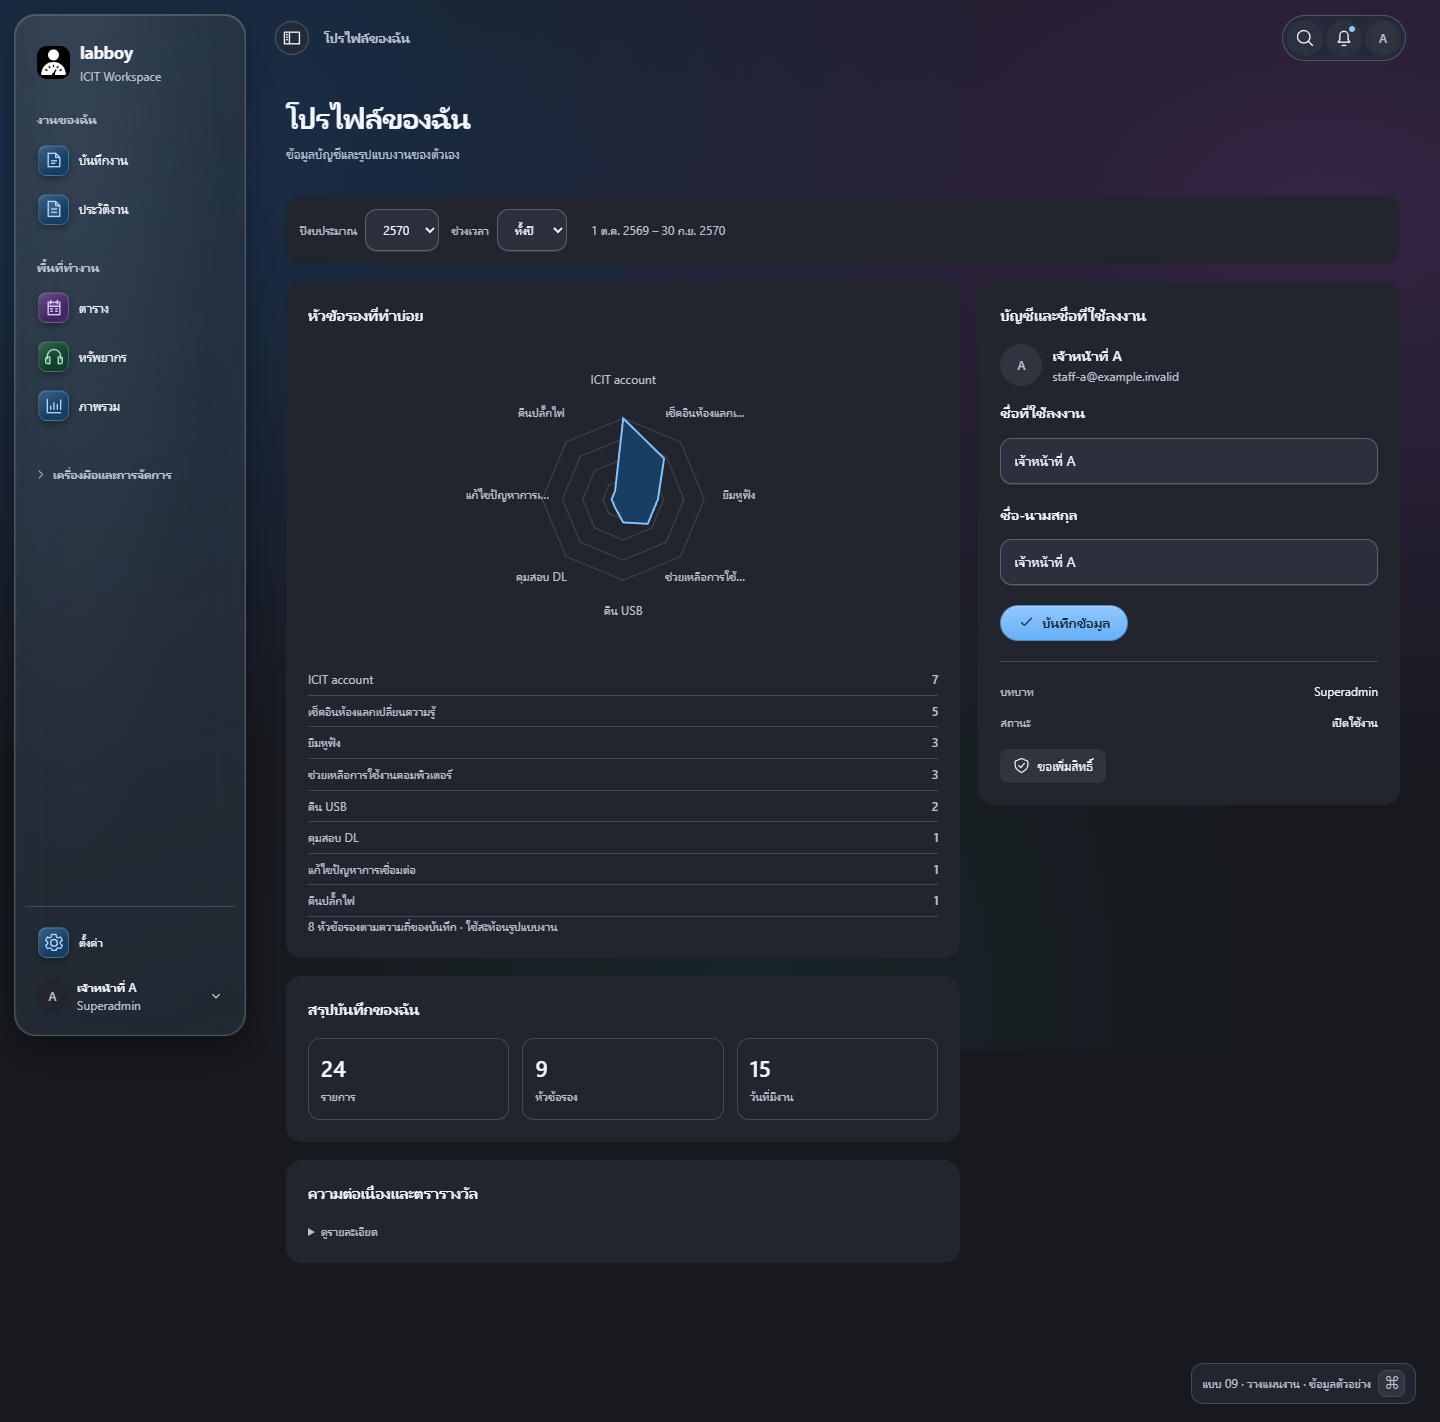 labboy
ICIT Workspace
งานของฉัน
บันทึกงาน
ประวัติงาน
พื้นที่ทำงาน
ตาราง
ทรัพยากร
ภาพรวม
เครื่องมือและการจัดการ
ตั้งค่า
A
เจ้าหน้าที่ A
Superadmin
โปรไฟล์ของฉัน
A
โปรไฟล์ของฉัน
ข้อมูลบัญชีและรูปแบบงานของตัวเอง
ปีงบประมาณ 2570 ช่วงเวลา ทั้งปี 1 ต.ค. 2569 – 30 ก.ย. 2570
หัวข้อรองที่ทำบ่อย
ICIT account
คืนปลั๊กไฟ
เช็คอินห้องแลกเ...
แก้ไขปัญหาการเ...
ยืมหูฟัง
คุมสอบ DL
ช่วยเหลือการใช้...
คืน USB
ICIT account 7
เช็คอินห้องแลกเปลี่ยนความรู้ 5
ยืมหูฟัง 3
ช่วยเหลือการใช้งานคอมพิวเตอร์ 3
คืน USB 2
คุมสอบ DL 1
แก้ไขปัญหาการเชื่อมต่อ 1
คืนปลั๊กไฟ 1
8 หัวข้อรองตามความถี่ของบันทึก · ใช้สะท้อนรูปแบบงาน
บัญชีและชื่อที่ใช้ลงงาน
A
เจ้าหน้าที่ A
staff-a@example.invalid
ชื่อที่ใช้ลงงาน
เจ้าหน้าที่ A
ชื่อ-นามสกุล
เจ้าหน้าที่ A
บันทึกข้อมูล
บทบาท Superadmin
สถานะ เปิดใช้งาน
ขอเพิ่มสิทธิ์
สรุปบันทึกของฉัน
24
รายการ
9
หัวข้อรอง
15
วันที่มีงาน
ความต่อเนื่องและตรารางวัล
ดูรายละเอียด
แบบ 09 · วางแผนงาน · ข้อมูลตัวอย่าง ⌘